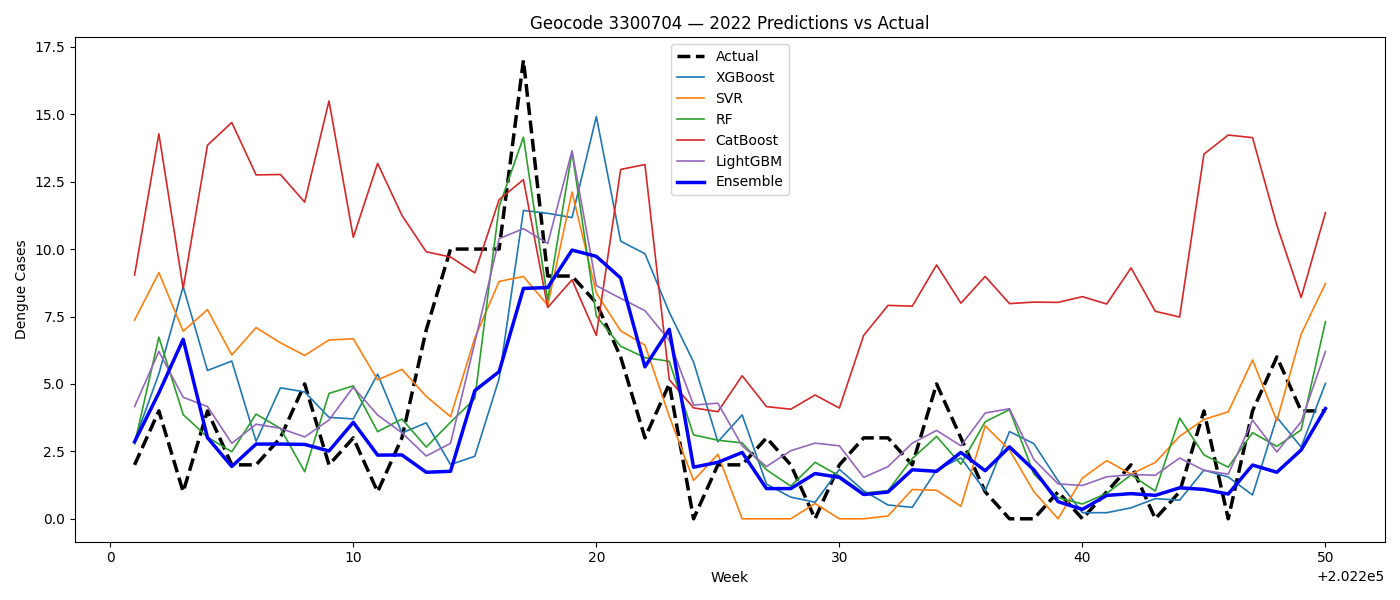 Geocode 3300704 — 2022 Predictions vs Actual
Dengue Cases
17.5
15.0
12.5
10.0
7.5
5.0
2.5
0.0
Actual
XGBoost
SVR
RF
CatBoost
LightGBM
Ensemble
0
10
20
30
40
50
Week
+2.022e5